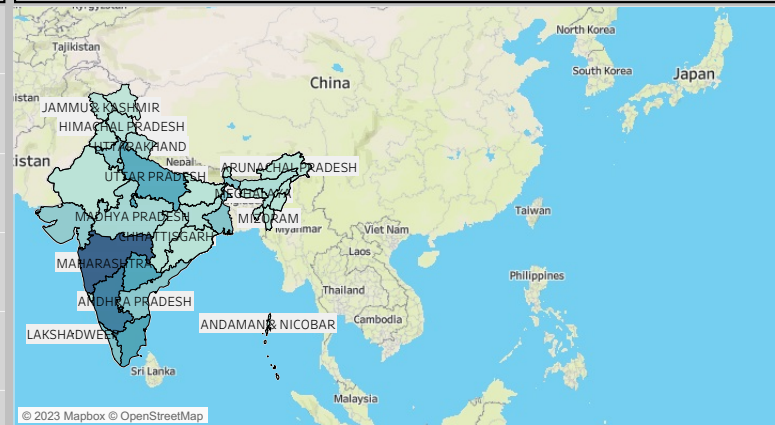 Kyrgyzstan
Tajikistan
North Korea
South Korea
Japan
China
istan
JAMMU & KASHMIR
HIMACHAL PRADESH
UTTARAKHAND
istan
Nepal
ARUNACHAL PRADESH
UTTAR PRADESH
MEGHALAYA
MADHYA PRADESH
MIZORAM
Taiwan
Myanmar
Viet Nam
CHHATTISGARH
Laos
MAHARASHTRA
Philippines
Thailand
ANDHRA PRADESH
Cambodia
ANDAMAN & NICOBAR
LAKSHADWEEP
Sri Lanka
Malaysia
© 2023 Mapbox © OpenStreetMap